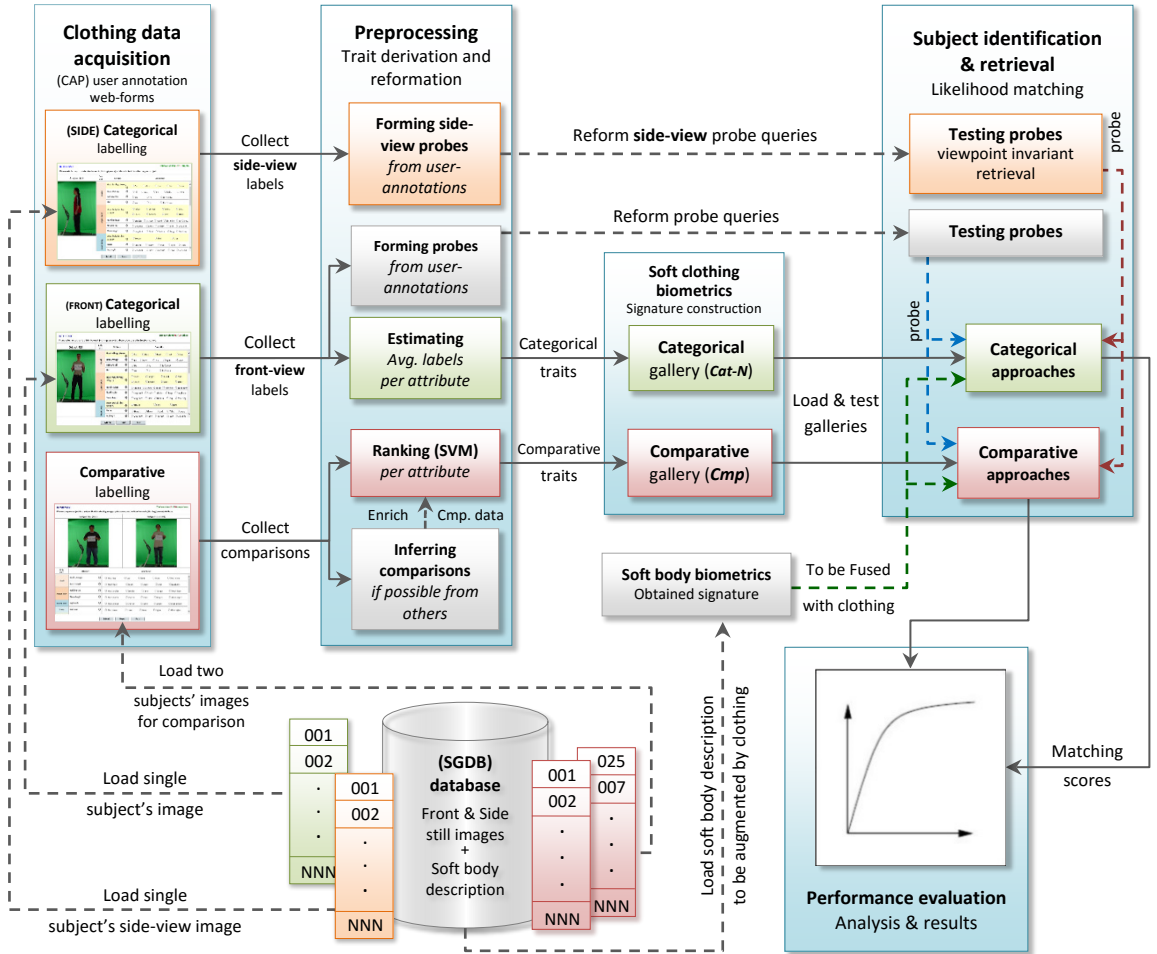 Clothing data
acquisition
(CAP) user annotation
web-forms
(SIDE) Categorical
labelling
(FRONT) Categorical
labelling
Comparative
labelling
Collect
side-view
labels
Collect
front-view
labels
Collect
comparisons
Preprocessing
Trait derivation and
reformation
Forming side-
view probes
from user-
annotations
Forming probes
from user-
annotations
Estimating
Avg. labels
per attribute
Ranking (SVM)
per attribute
Enrich
Cmp. data
Inferring
comparisons
if possible from
others
Reform side-view probe queries
Reform probe queries
Categorical
traits
Comparative
traits
Soft clothing
biometrics
Signature construction
Categorical
gallery (Cat-N)
Comparative
gallery (Cmp)
Load & test
galleries
Subject identification
& retrieval
Likelihood matching
Testing probes
viewpoint invariant
retrieval
probe
Testing probes
probe
Categorical
approaches
Comparative
approaches
Soft body biometrics
Obtained signature
To be Fused
with clothing
Load two
subjects' images
for comparison
Load single
subject's image
Load single
subject's side-view image
001
002
.
.
.
NNN
001
002
.
.
.
NNN
(SGDB)
database
Front & Side
still images
+
Soft body
description
001
002
.
.
.
NNN
025
007
.
.
.
NNN
Load soft body description
to be augmented by clothing
Matching
scores
Performance evaluation
Analysis & results